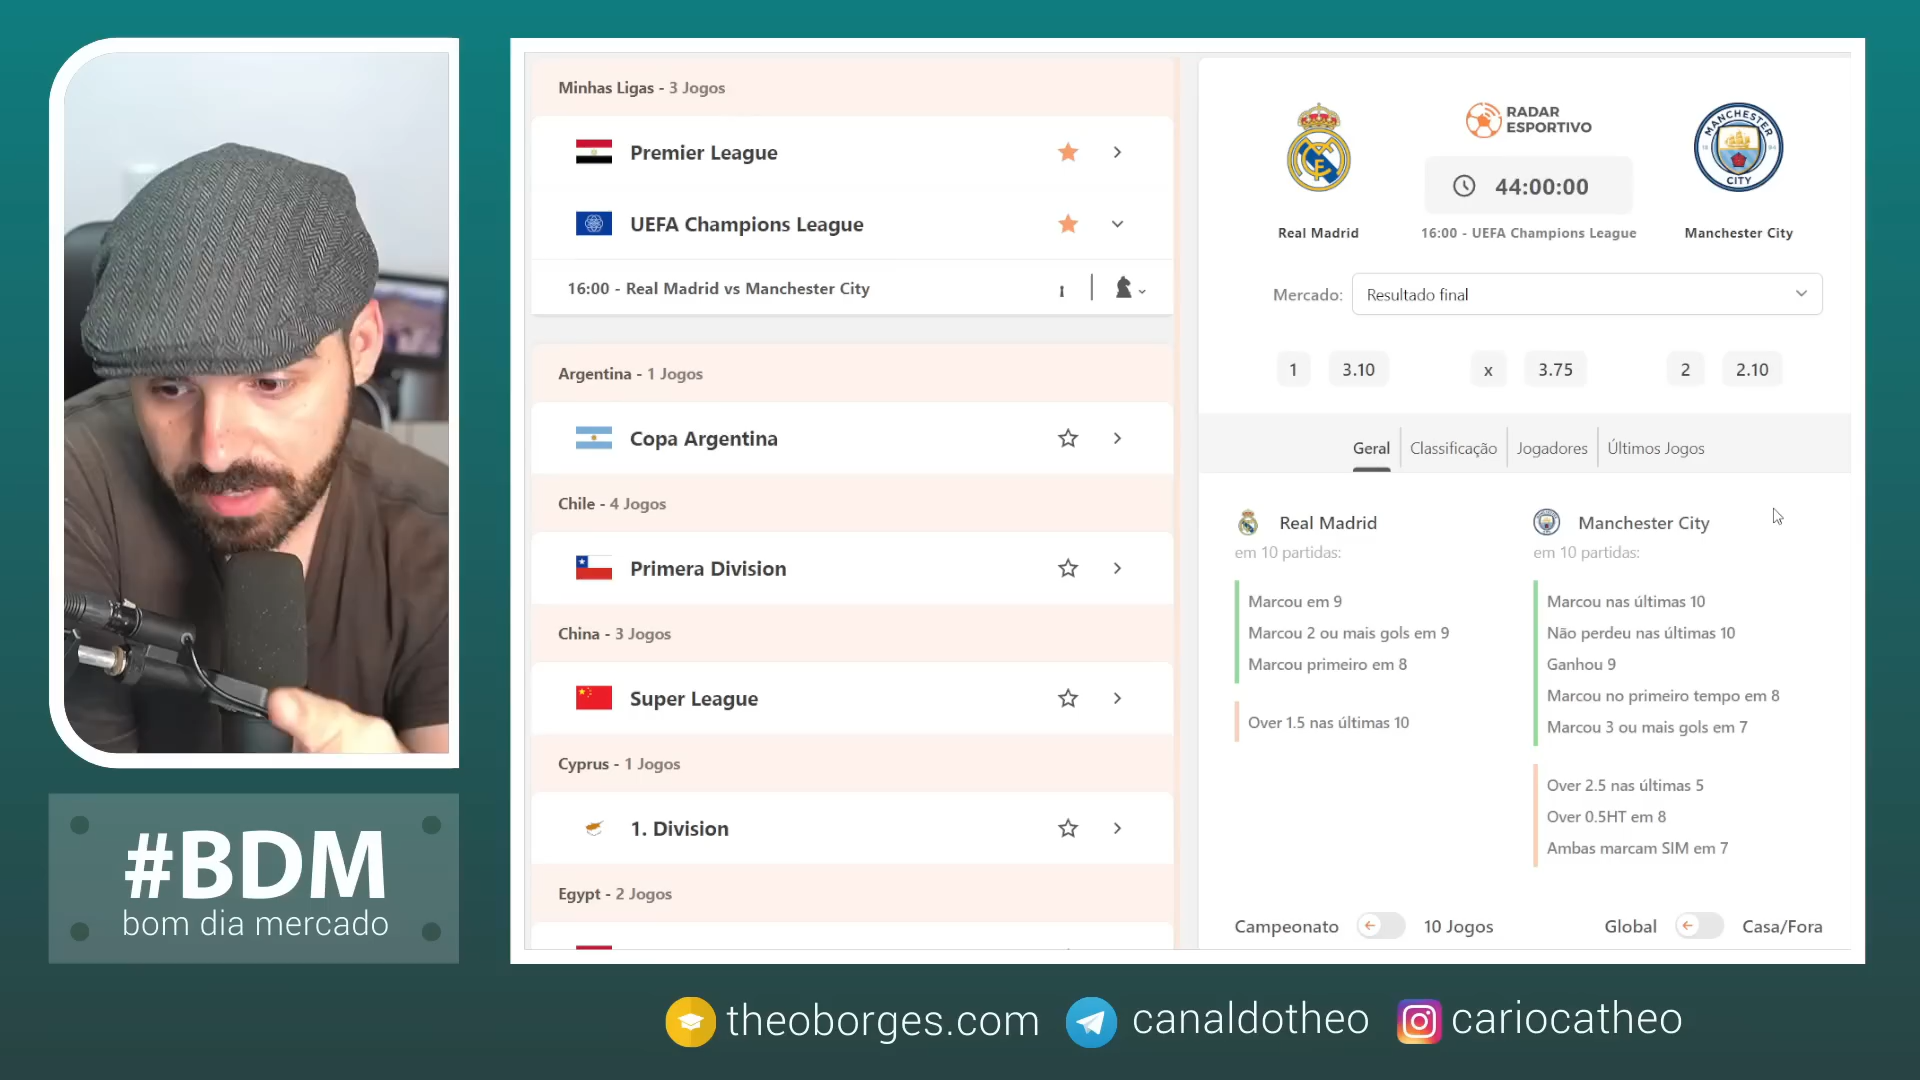 #BDM
bom dia mercado
Minhas Ligas - 3 Jogos
Premier League
UEFA Champions League
16:00 - Real Madrid vs Manchester City
Argentina - 1 Jogos
Copa Argentina
Chile - 4 Jogos
Primera Division
China - 3 Jogos
Super League
Cyprus - 1 Jogos
1. Division
Egypt - 2 Jogos
RADAR
ESPORTIVO
MANCHESTER
CITY
44:00:00
Real Madrid
16:00 - UEFA Champions League
Manchester City
Mercado: Resultado final
1 3.10 x 3.75 2 2.10
Geral Classificação Jogadores Últimos Jogos
Real Madrid
em 10 partidas:
Marcou em 9
Marcou 2 ou mais gols em 9
Marcou primeiro em 8
Over 1.5 nas últimas 10
Manchester City
em 10 partidas:
Marcou nas últimas 10
Não perdeu nas últimas 10
Ganhou 9
Marcou no primeiro tempo em 8
Marcou 3 ou mais gols em 7
Over 2.5 nas últimas 5
Over 0.5HT em 8
Ambas marcam SIM em 7
Campeonato 10 Jogos Global Casa/Fora
theoborges.com canaldotheo cariocatheo